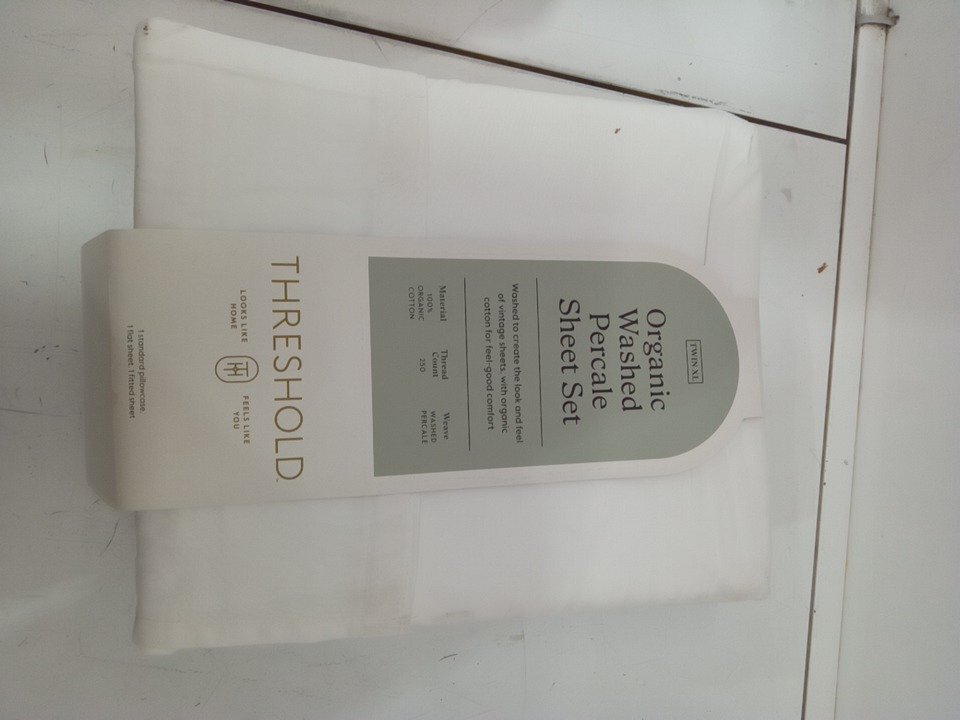 TWIN XL
Organic
Washed
Percale
Sheet Set
Washed to create the look and feel
of vintage sheets, with organic
cotton for feel-good comfort
Material
100%
ORGANIC
COTTON
Thread
Count
250
Weave
WASHED
PERCALE
THRESHOLD
LOOKS LIKE
HOME
TH
FEELS LIKE
YOU
1 standard pillowcase,
1 flat sheet, 1 fitted sheet